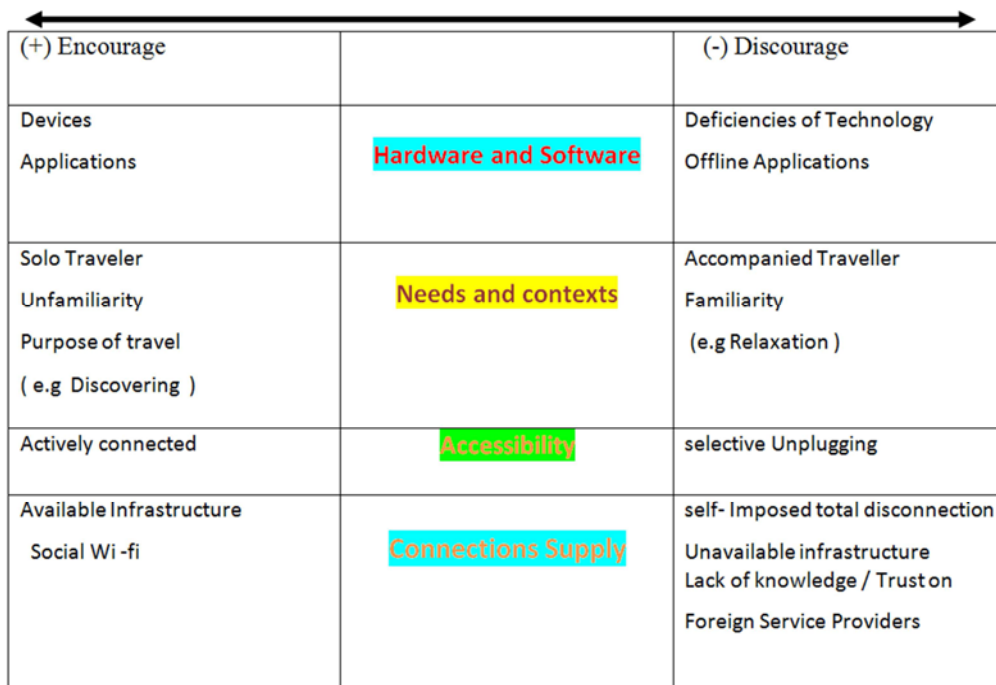 (+) Encourage
(-) Discourage
Devices
Applications
Hardware and Software
Deficiencies of Technology
Offline Applications
Solo Traveler
Unfamiliarity
Purpose of travel
( e.g Discovering )
Needs and contexts
Accompanied Traveller
Familiarity
(e.g Relaxation )
Actively connected
Accessibility
selective Unplugging
Available Infrastructure
Social Wi -fi
Connections Supply
self- Imposed total disconnection
Unavailable infrastructure
Lack of knowledge / Trust on
Foreign Service Providers